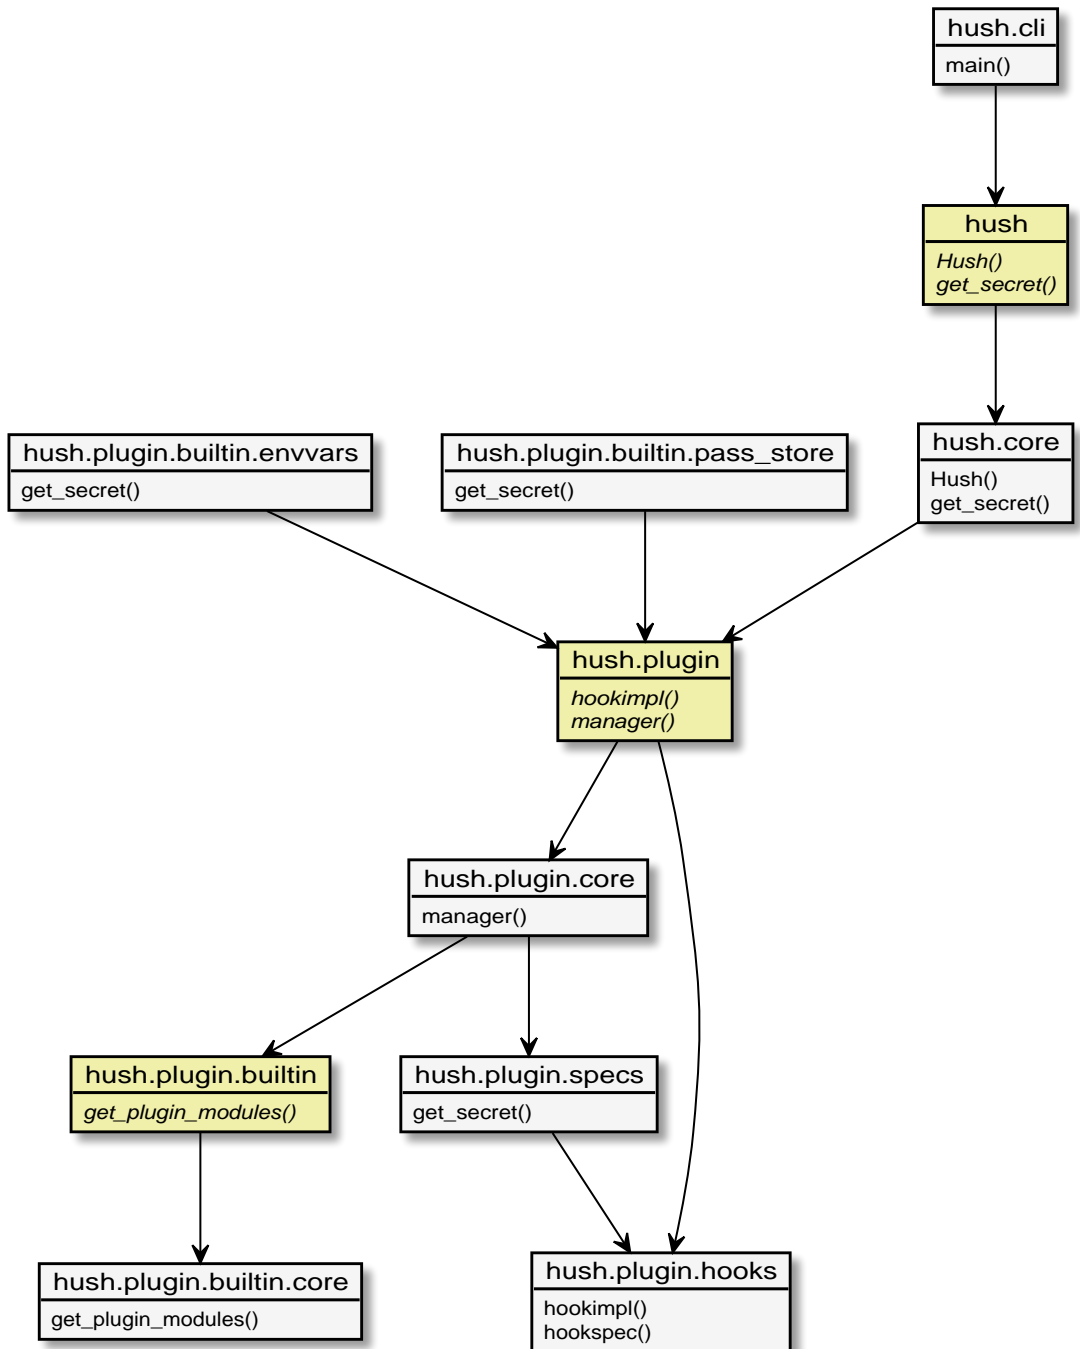 hush.cli
main()
hush
Hush()
get_secret()
hush.plugin.builtin.envvars
get_secret()
hush.plugin.builtin.pass_store
get_secret()
hush.core
Hush()
get_secret()
hush.plugin
hookimpl()
manager()
hush.plugin.core
manager()
hush.plugin.builtin
get_plugin_modules()
hush.plugin.specs
get_secret()
hush.plugin.builtin.core
get_plugin_modules()
hush.plugin.hooks
hookimpl()
hookspec()